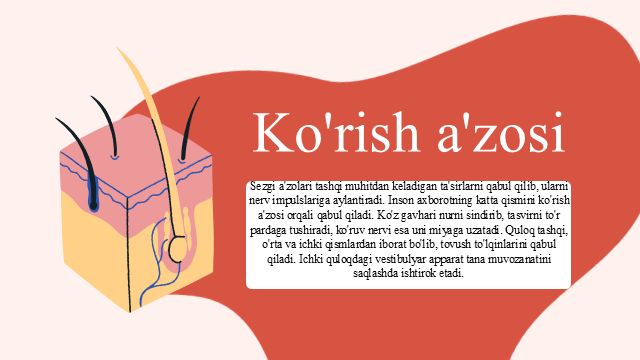 Ko'rish a'zosi
Sezgi a'zolari tashqi muhitdan keladigan ta'sirlarni qabul qilib, ularni
nerv impulslariga aylantiradi. Inson axborotning katta qismini ko'rish
a'zosi orqali qabul qiladi. Ko'z gavhari nurni sindirib, tasvirni to'r
pardaga tushiradi, ko'ruv nervi esa uni miyaga uzatadi. Quloq tashqi,
o'rta va ichki qismlardan iborat bo'lib, tovush to'lqinlarini qabul
qiladi. Ichki quloqdagi vestibulyar apparat tana muvozanatini
saqlashda ishtirok etadi.